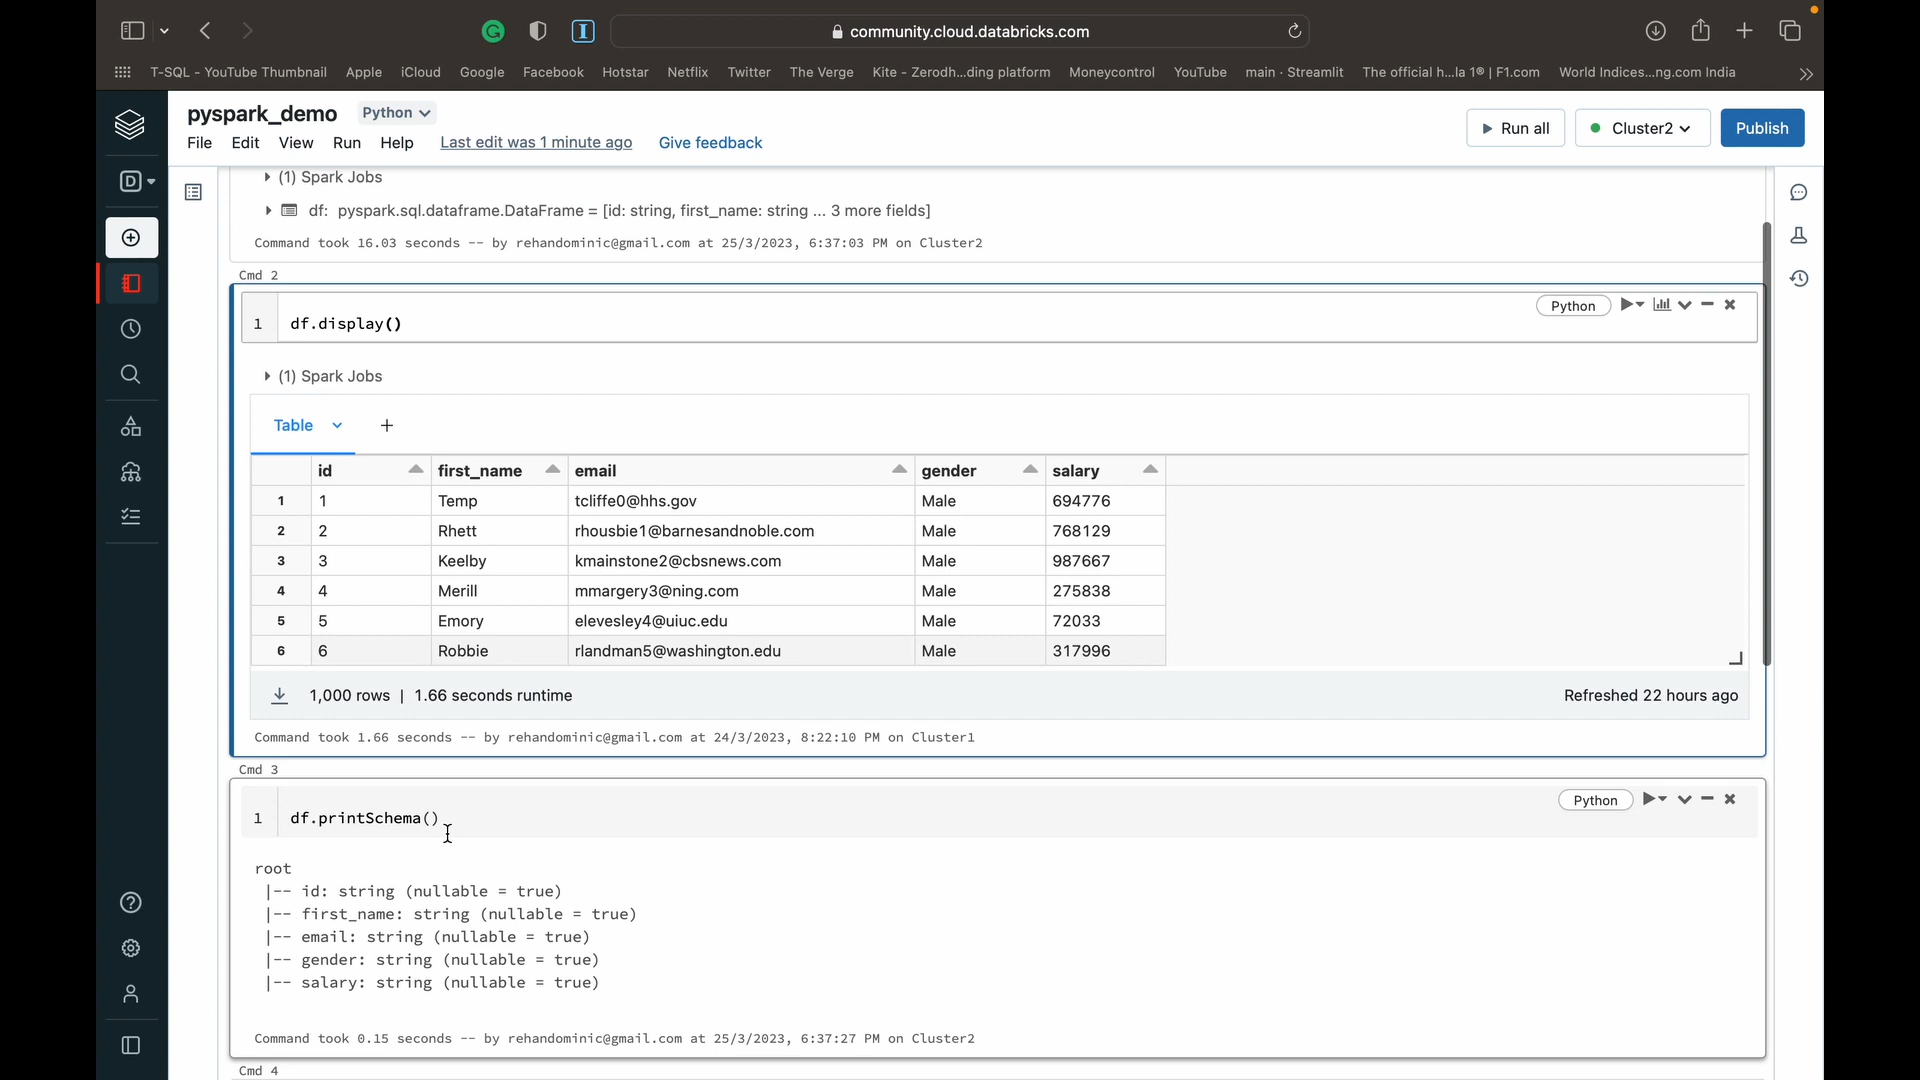 community.cloud.databricks.com
T-SQL - YouTube Thumbnail Apple iCloud Google Facebook Hotstar Netflix Twitter The Verge Kite - Zerodh...ding platform Moneycontrol YouTube main · Streamlit The official h...la 1® | F1.com World Indices...ng.com India
pyspark_demo Python
File Edit View Run Help Last edit was 1 minute ago Give feedback
Run all Cluster2 Publish
D
(1) Spark Jobs
df: pyspark.sql.dataframe.DataFrame = [id: string, first_name: string ... 3 more fields]
Command took 16.03 seconds -- by rehandominic@gmail.com at 25/3/2023, 6:37:03 PM on Cluster2
Cmd 2
Python
1 df.display()
(1) Spark Jobs
Table +
id first_name email gender salary
1 1 Temp tcliffe0@hhs.gov Male 694776
2 2 Rhett rhousbie1@barnesandnoble.com Male 768129
3 3 Keelby kmainstone2@cbsnews.com Male 987667
4 4 Merill mmargery3@ning.com Male 275838
5 5 Emory elevesley4@uiuc.edu Male 72033
6 6 Robbie rlandman5@washington.edu Male 317996
1,000 rows | 1.66 seconds runtime Refreshed 22 hours ago
Command took 1.66 seconds -- by rehandominic@gmail.com at 24/3/2023, 8:22:10 PM on Cluster1
Cmd 3
Python
1 df.printSchema()
root
|-- id: string (nullable = true)
|-- first_name: string (nullable = true)
|-- email: string (nullable = true)
|-- gender: string (nullable = true)
|-- salary: string (nullable = true)
Command took 0.15 seconds -- by rehandominic@gmail.com at 25/3/2023, 6:37:27 PM on Cluster2
Cmd 4